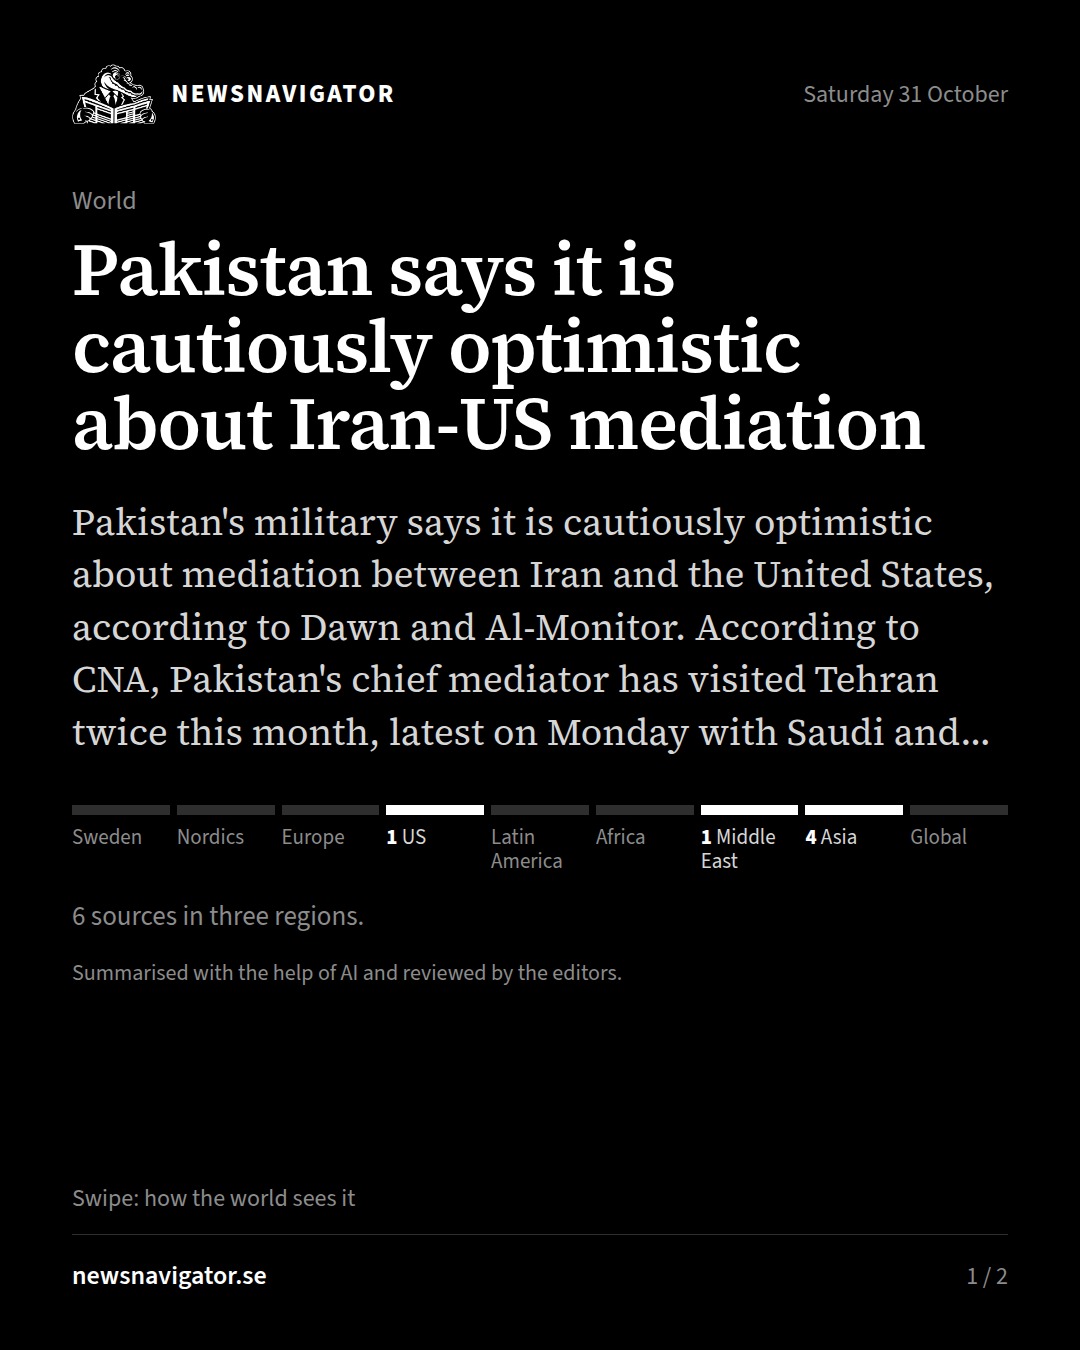 NEWSNAVIGATOR
Saturday 31 October
World
Pakistan says it is
cautiously optimistic
about Iran-US mediation
Pakistan's military says it is cautiously optimistic
about mediation between Iran and the United States,
according to Dawn and Al-Monitor. According to
CNA, Pakistan's chief mediator has visited Tehran
twice this month, latest on Monday with Saudi and...
Sweden
Nordics
Europe
1 US
Latin
America
Africa
1 Middle
East
4 Asia
Global
6 sources in three regions.
Summarised with the help of AI and reviewed by the editors.
Swipe: how the world sees it
newsnavigator.se
1 / 2